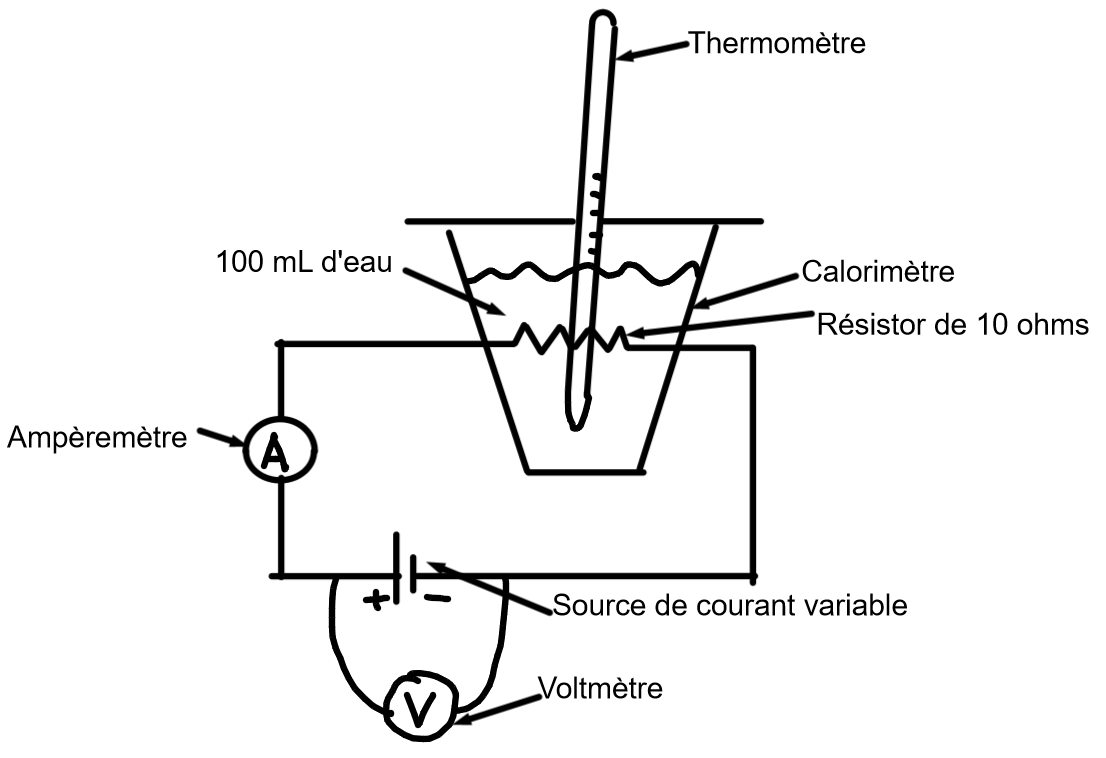 Thermomètre
100 mL d'eau
Calorimètre
Résistor de 10 ohms
Ampèremètre
A
+ −
Source de courant variable
Voltmètre
V